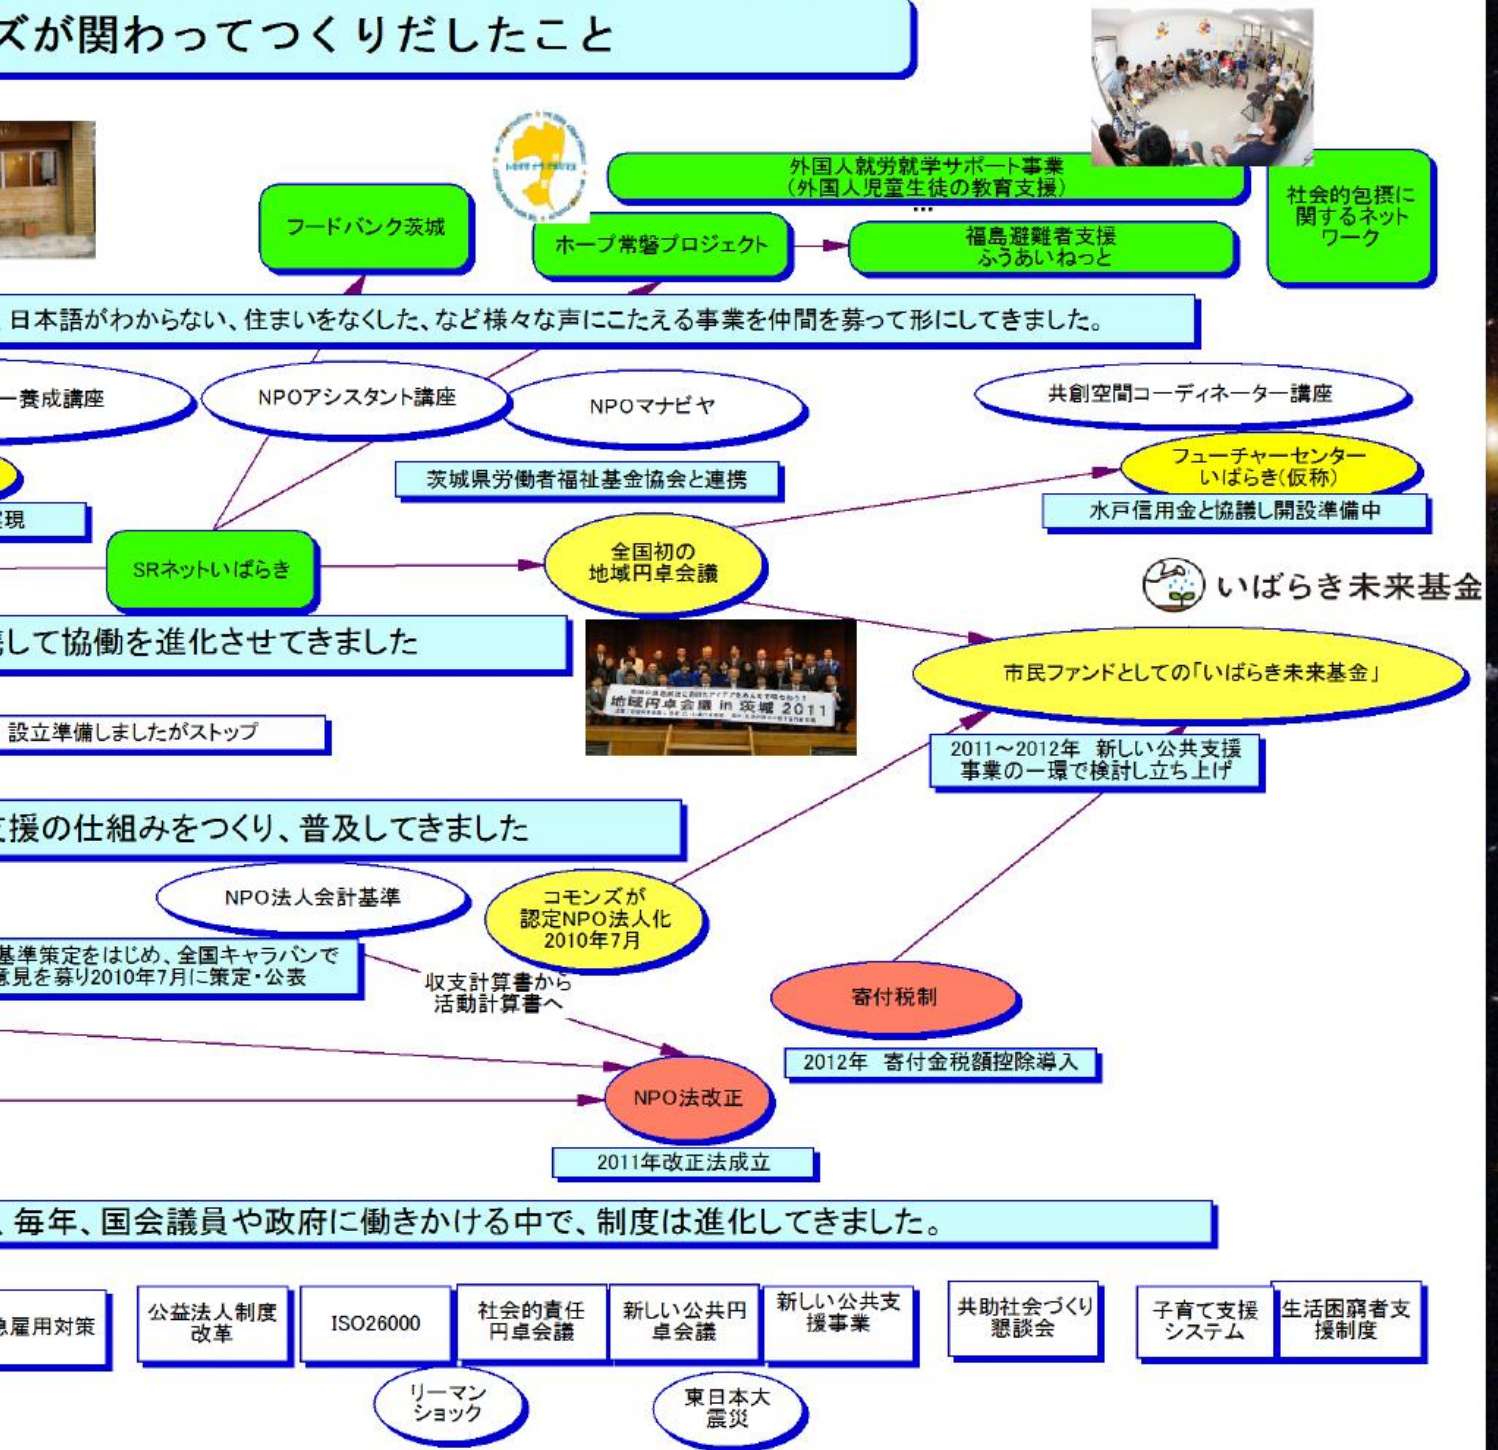 ズが関わってつくりだしたこと
外国人就労就学サポート事業
（外国人児童生徒の教育支援）
…
社会的包摂に
関するネット
ワーク
フードバンク茨城
ホープ常磐プロジェクト
福島避難者支援
ふうあいねっと
日本語がわからない、住まいをなくした、など様々な声にこたえる事業を仲間を募って形にしてきました。
ー養成講座
NPOアシスタント講座
NPOマナビヤ
共創空間コーディネーター講座
フューチャーセンター
いばらき(仮称)
茨城県労働者福祉基金協会と連携
水戸信用金と協議し開設準備中
現
SRネットいばらき
全国初の
地域円卓会議
いばらき未来基金
して協働を進化させてきました
市民ファンドとしての「いばらき未来基金」
地域円卓会議 in 茨城 2011
設立準備しましたがストップ
2011～2012年 新しい公共支援
事業の一環で検討し立ち上げ
援の仕組みをつくり、普及してきました
NPO法人会計基準
コモンズが
認定NPO法人化
2010年7月
基準策定をはじめ、全国キャラバンで
意見を募り2010年7月に策定・公表
収支計算書から
活動計算書へ
寄付税制
2012年 寄付金税額控除導入
NPO法改正
2011年改正法成立
、毎年、国会議員や政府に働きかける中で、制度は進化してきました。
急雇用対策
公益法人制度
改革
ISO26000
社会的責任
円卓会議
新しい公共円
卓会議
新しい公共支
援事業
共助社会づくり
懇談会
子育て支援
システム
生活困窮者支
援制度
リーマン
ショック
東日本大
震災